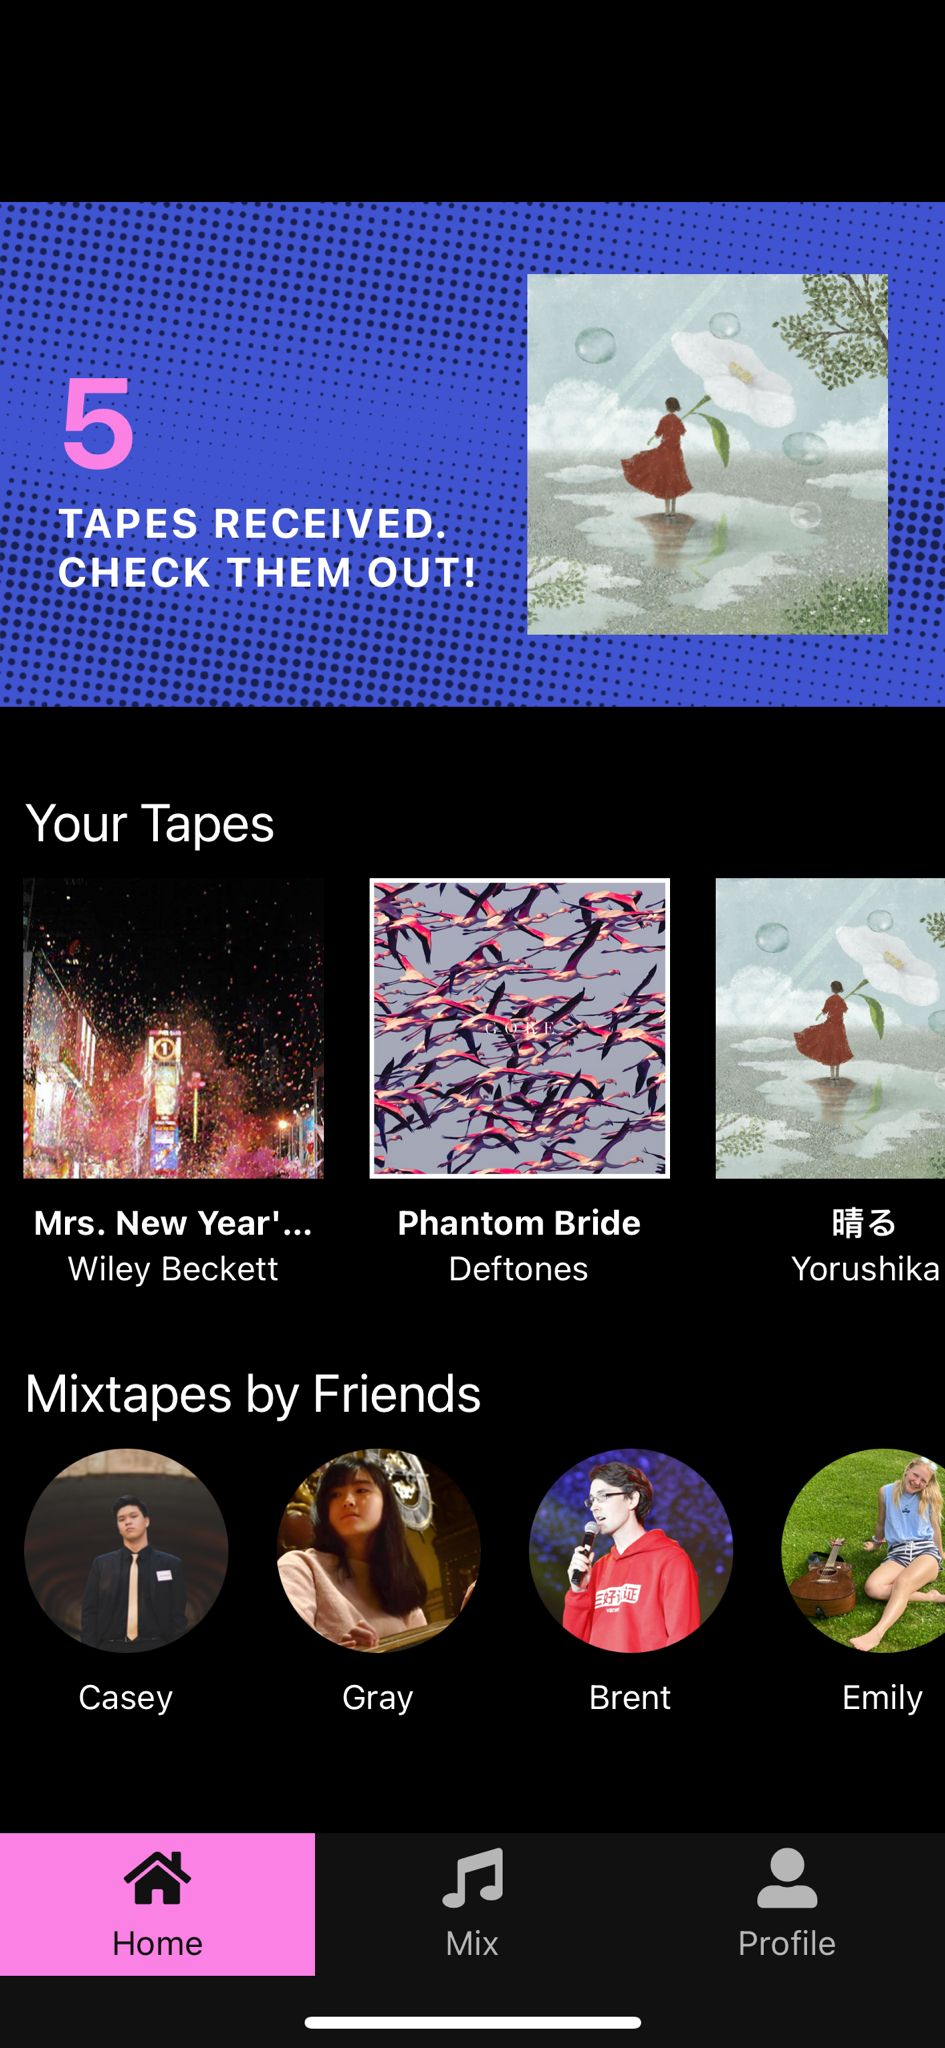 5
TAPES RECEIVED.
CHECK THEM OUT!
Your Tapes
GORE
Mrs. New Year'...
Wiley Beckett
Phantom Bride
Deftones
晴る
Yorushika
Mixtapes by Friends
Casey
Gray
Brent
Emily
Home
Mix
Profile